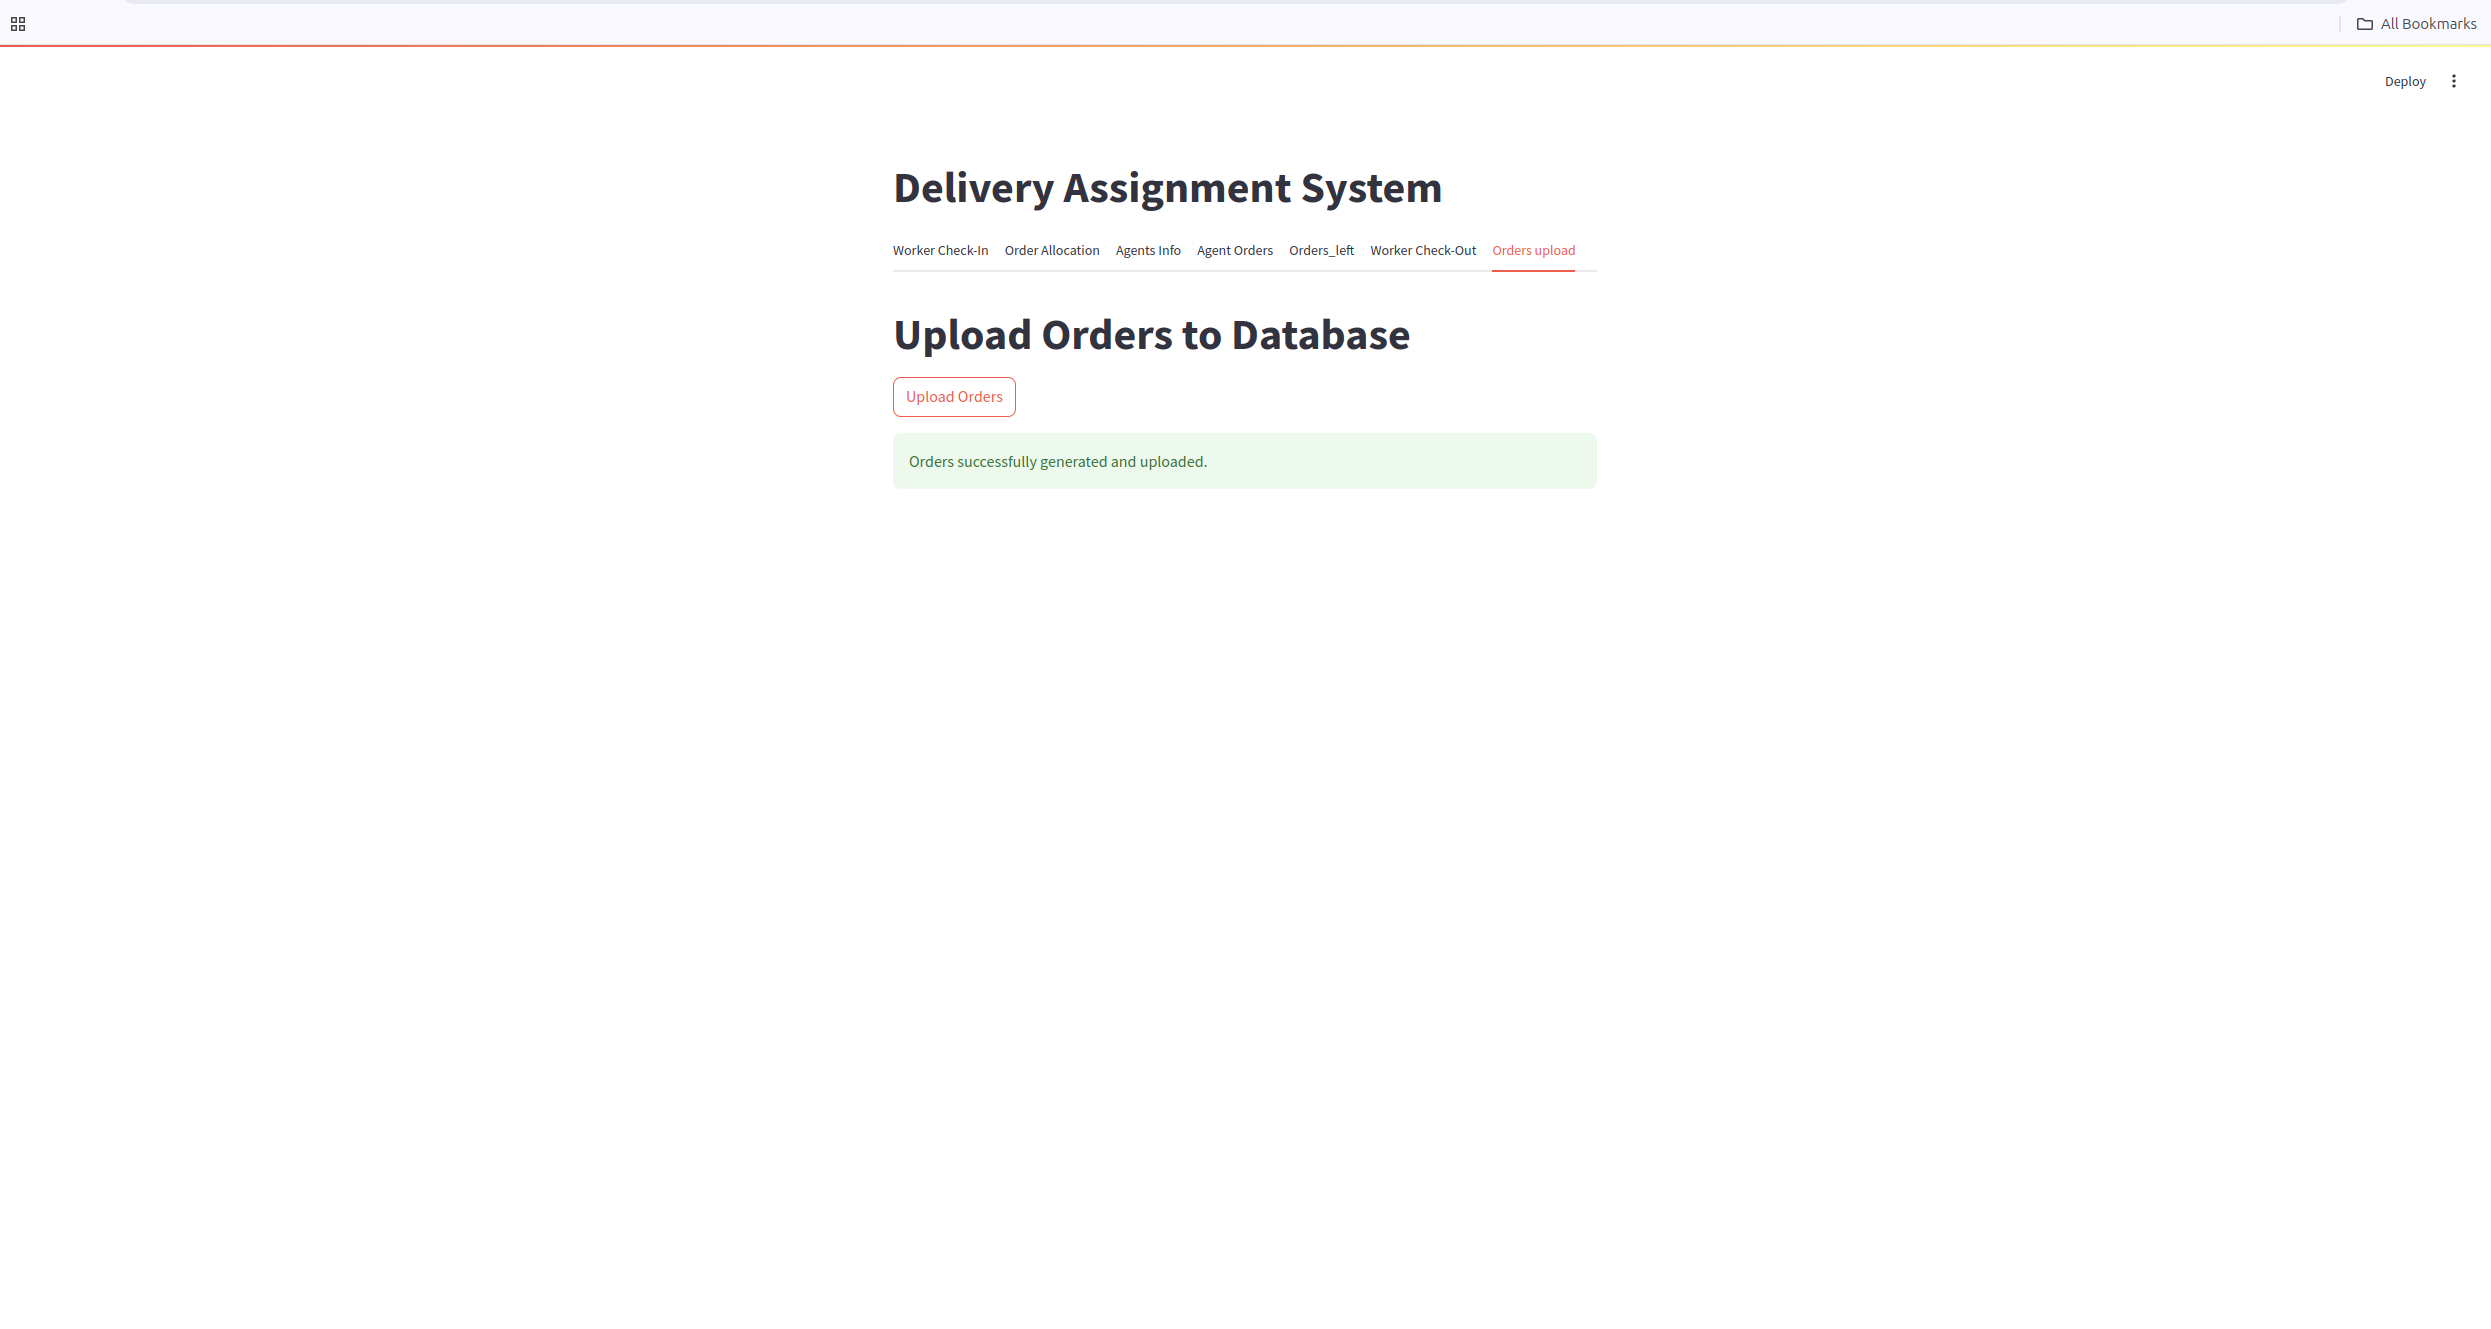 All Bookmarks
Deploy
Delivery Assignment System
Worker Check-In Order Allocation Agents Info Agent Orders Orders_left Worker Check-Out Orders upload
Upload Orders to Database
Upload Orders
Orders successfully generated and uploaded.